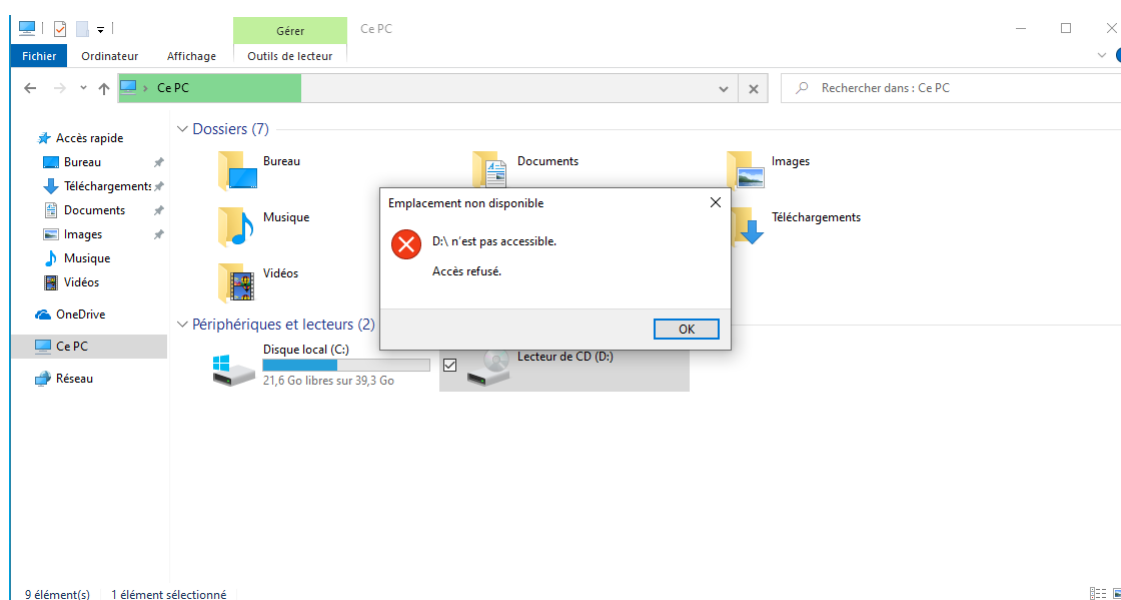 Gérer
Ce PC
Fichier
Ordinateur
Affichage
Outils de lecteur
Ce PC
Rechercher dans : Ce PC
Accès rapide
Bureau
Téléchargements
Documents
Images
Musique
Vidéos
OneDrive
Ce PC
Réseau
Dossiers (7)
Bureau
Documents
Images
Musique
Téléchargements
Vidéos
Emplacement non disponible
D:\ n'est pas accessible.
Accès refusé.
OK
Périphériques et lecteurs (2)
Disque local (C:)
21,6 Go libres sur 39,3 Go
Lecteur de CD (D:)
9 élément(s)
1 élément sélectionné